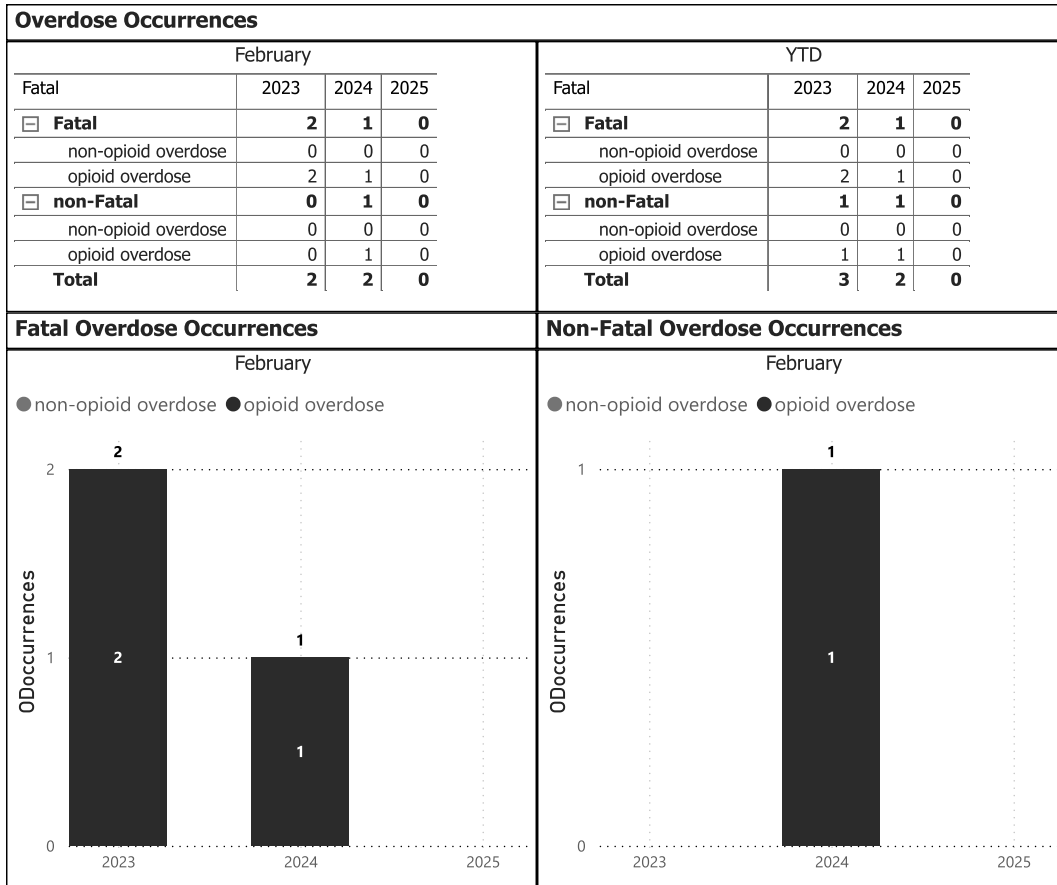 Overdose Occurrences
February
Fatal 2023 2024 2025
Fatal 2 1 0
non-opioid overdose 0 0 0
opioid overdose 2 1 0
non-Fatal 0 1 0
non-opioid overdose 0 0 0
opioid overdose 0 1 0
Total 2 2 0
YTD
Fatal 2023 2024 2025
Fatal 2 1 0
non-opioid overdose 0 0 0
opioid overdose 2 1 0
non-Fatal 1 1 0
non-opioid overdose 0 0 0
opioid overdose 1 1 0
Total 3 2 0
Fatal Overdose Occurrences
February
non-opioid overdose opioid overdose
2
2
1
1
2
1
0
ODoccurrences
2023 2024 2025
Non-Fatal Overdose Occurrences
February
non-opioid overdose opioid overdose
1
1
1
0
ODoccurrences
2023 2024 2025